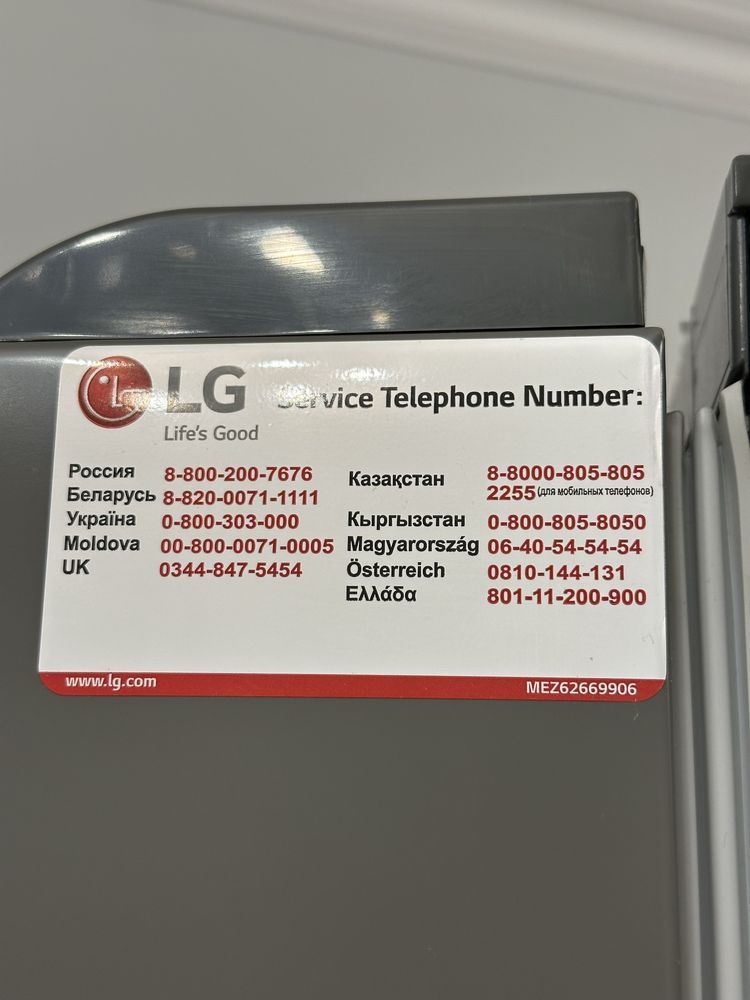 LG Service Telephone Number:
Life's Good
Россия 8-800-200-7676
Беларусь 8-820-0071-1111
Україна 0-800-303-000
Moldova 00-800-0071-0005
UK 0344-847-5454
Казақстан 8-8000-805-805
2255 (для мобильных телефонов)
Кыргызстан 0-800-805-8050
Magyarország 06-40-54-54-54
Österreich 0810-144-131
Ελλάδα 801-11-200-900
www.lg.com MEZ62669906